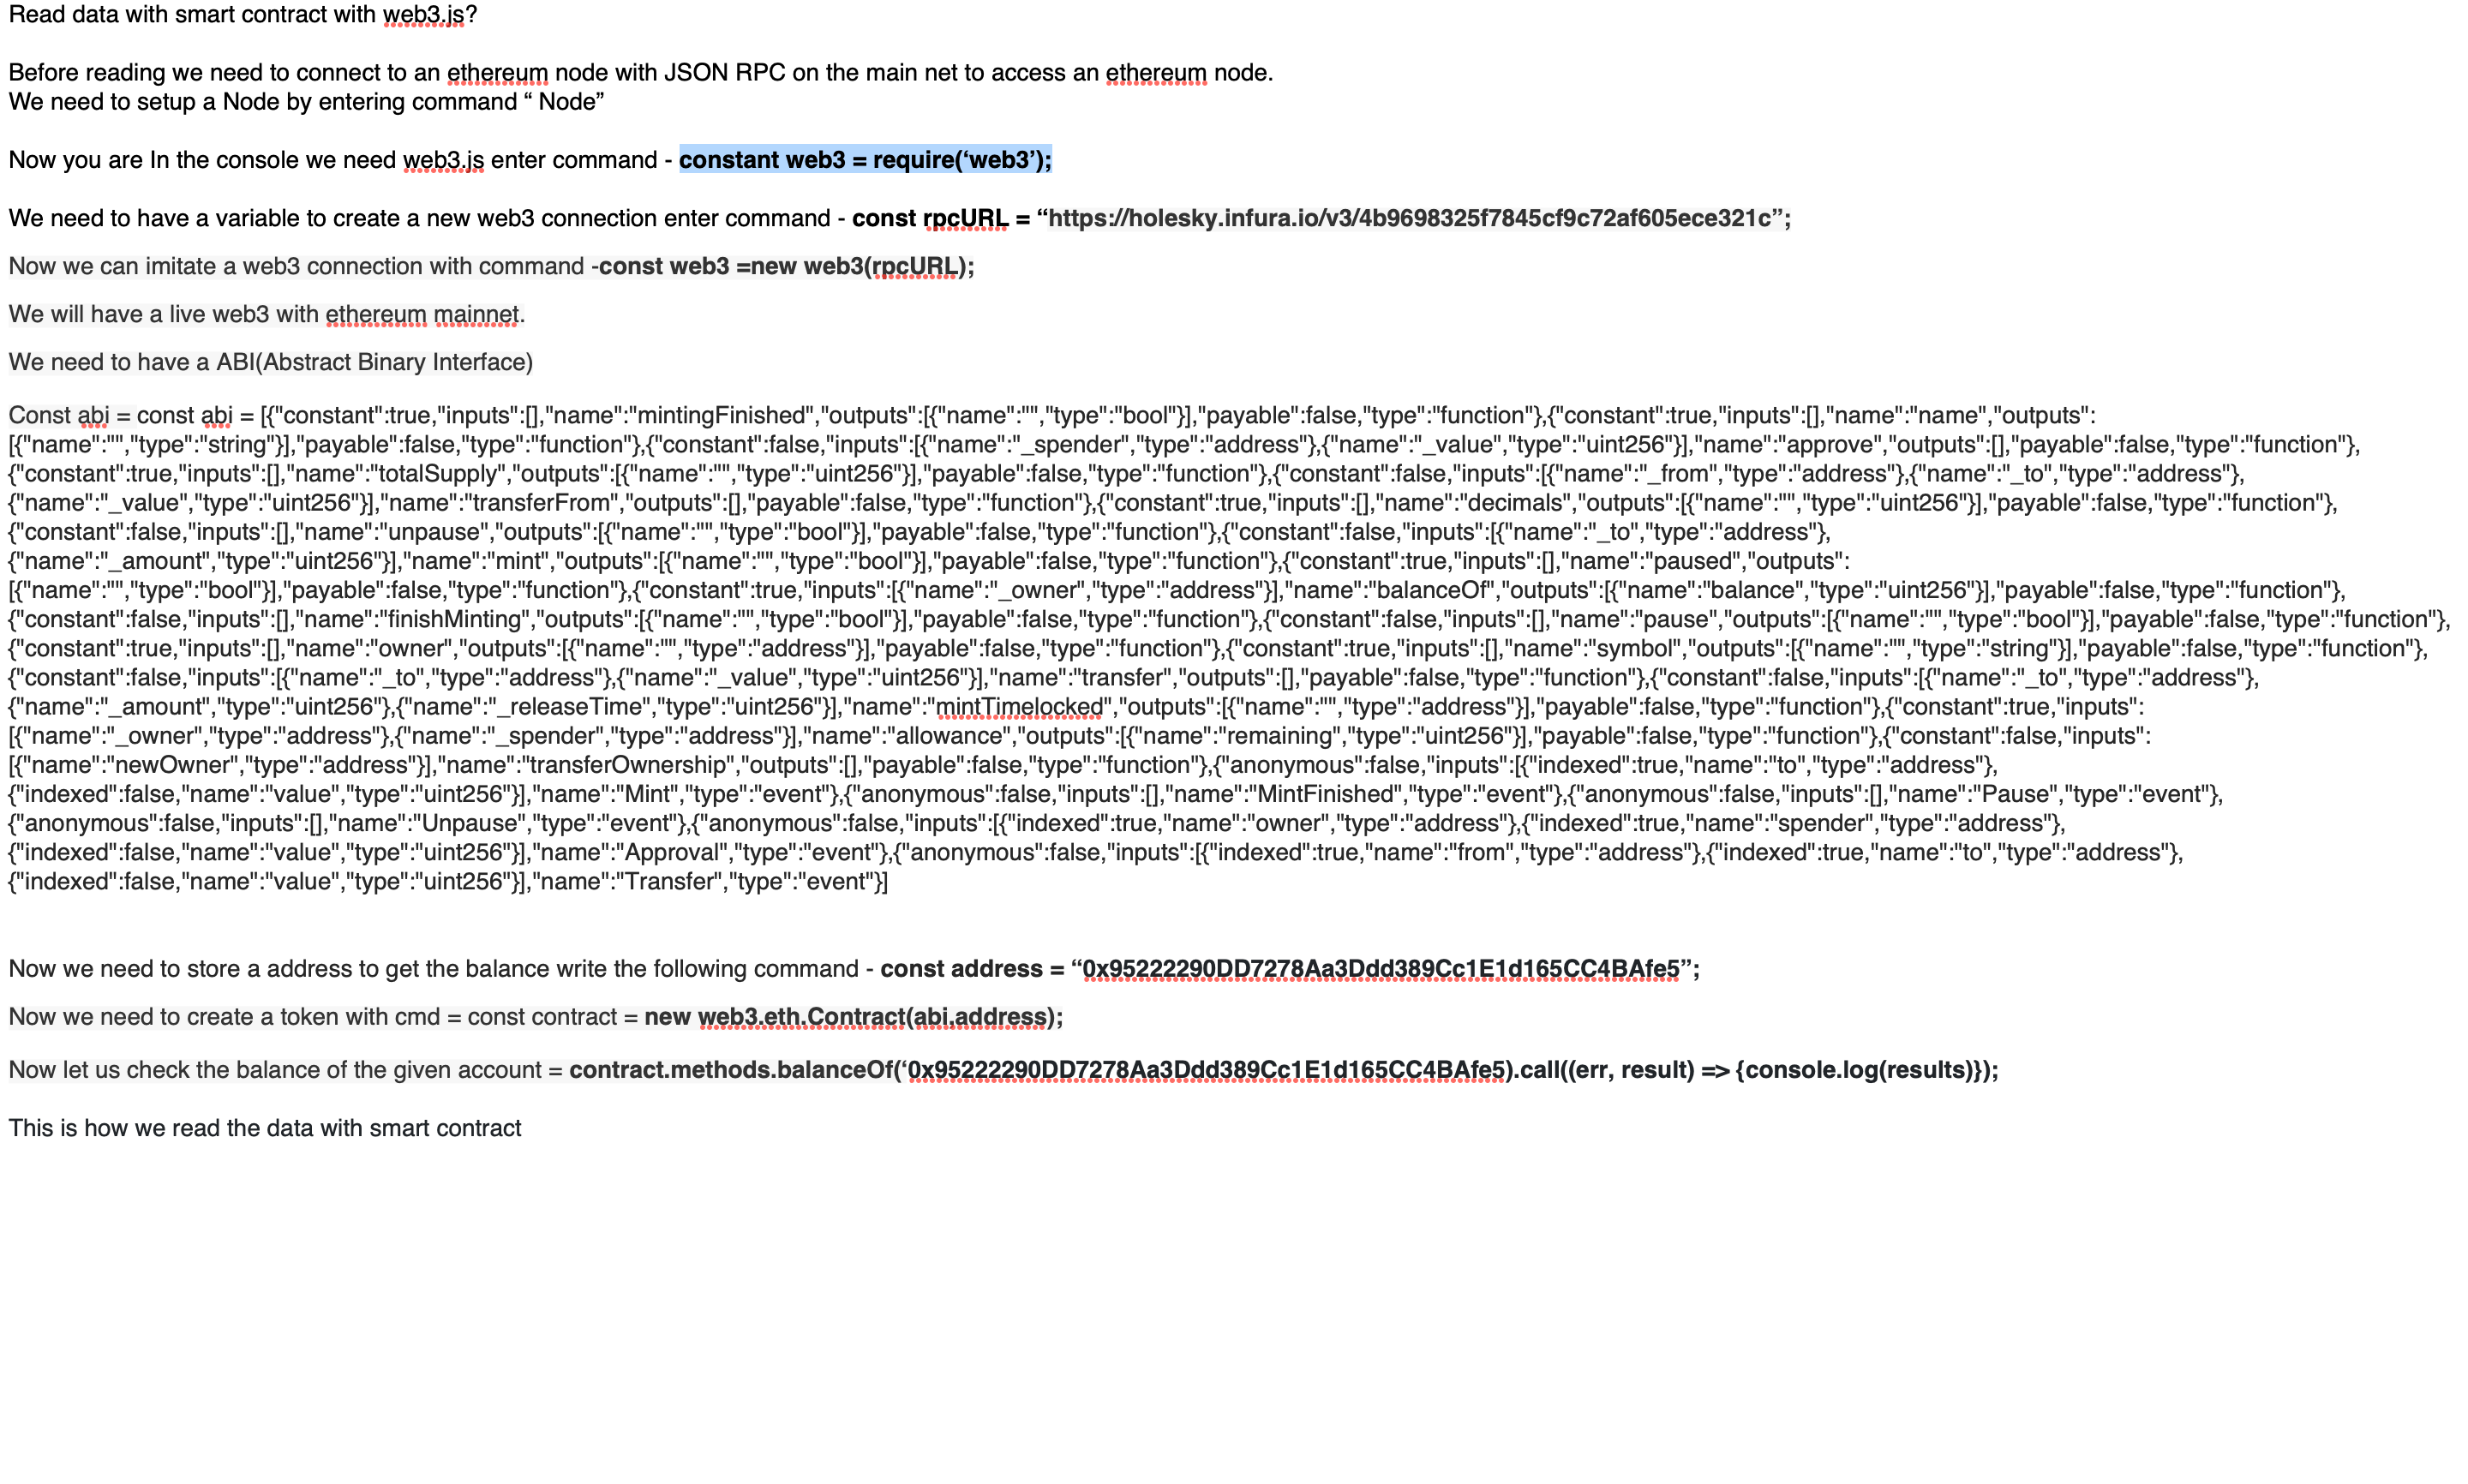 Read data with smart contract with web3.js?
Before reading we need to connect to an ethereum node with JSON RPC on the main net to access an ethereum node.
We need to setup a Node by entering command “ Node”
Now you are In the console we need web3.js enter command - constant web3 = require(‘web3’);
We need to have a variable to create a new web3 connection enter command - const rpcURL = “https://holesky.infura.io/v3/4b9698325f7845cf9c72af605ece321c”;
Now we can imitate a web3 connection with command -const web3 =new web3(rpcURL);
We will have a live web3 with ethereum mainnet.
We need to have a ABI(Abstract Binary Interface)
Const abi = const abi = [{"constant":true,"inputs":[],"name":"mintingFinished","outputs":[{"name":"","type":"bool"}],"payable":false,"type":"function"},{"constant":true,"inputs":[],"name":"name","outputs":
[{"name":"","type":"string"}],"payable":false,"type":"function"},{"constant":false,"inputs":[{"name":"_spender","type":"address"},{"name":"_value","type":"uint256"}],"name":"approve","outputs":[],"payable":false,"type":"function"},
{"constant":true,"inputs":[],"name":"totalSupply","outputs":[{"name":"","type":"uint256"}],"payable":false,"type":"function"},{"constant":false,"inputs":[{"name":"_from","type":"address"},{"name":"_to","type":"address"},
{"name":"_value","type":"uint256"}],"name":"transferFrom","outputs":[],"payable":false,"type":"function"},{"constant":true,"inputs":[],"name":"decimals","outputs":[{"name":"","type":"uint256"}],"payable":false,"type":"function"},
{"constant":false,"inputs":[],"name":"unpause","outputs":[{"name":"","type":"bool"}],"payable":false,"type":"function"},{"constant":false,"inputs":[{"name":"_to","type":"address"},
{"name":"_amount","type":"uint256"}],"name":"mint","outputs":[{"name":"","type":"bool"}],"payable":false,"type":"function"},{"constant":true,"inputs":[],"name":"paused","outputs":
[{"name":"","type":"bool"}],"payable":false,"type":"function"},{"constant":true,"inputs":[{"name":"_owner","type":"address"}],"name":"balanceOf","outputs":[{"name":"balance","type":"uint256"}],"payable":false,"type":"function"},
{"constant":false,"inputs":[],"name":"finishMinting","outputs":[{"name":"","type":"bool"}],"payable":false,"type":"function"},{"constant":false,"inputs":[],"name":"pause","outputs":[{"name":"","type":"bool"}],"payable":false,"type":"function"},
{"constant":true,"inputs":[],"name":"owner","outputs":[{"name":"","type":"address"}],"payable":false,"type":"function"},{"constant":true,"inputs":[],"name":"symbol","outputs":[{"name":"","type":"string"}],"payable":false,"type":"function"},
{"constant":false,"inputs":[{"name":"_to","type":"address"},{"name":"_value","type":"uint256"}],"name":"transfer","outputs":[],"payable":false,"type":"function"},{"constant":false,"inputs":[{"name":"_to","type":"address"},
{"name":"_amount","type":"uint256"},{"name":"_releaseTime","type":"uint256"}],"name":"mintTimelocked","outputs":[{"name":"","type":"address"}],"payable":false,"type":"function"},{"constant":true,"inputs":
[{"name":"_owner","type":"address"},{"name":"_spender","type":"address"}],"name":"allowance","outputs":[{"name":"remaining","type":"uint256"}],"payable":false,"type":"function"},{"constant":false,"inputs":
[{"name":"newOwner","type":"address"}],"name":"transferOwnership","outputs":[],"payable":false,"type":"function"},{"anonymous":false,"inputs":[{"indexed":true,"name":"to","type":"address"},
{"indexed":false,"name":"value","type":"uint256"}],"name":"Mint","type":"event"},{"anonymous":false,"inputs":[],"name":"MintFinished","type":"event"},{"anonymous":false,"inputs":[],"name":"Pause","type":"event"},
{"anonymous":false,"inputs":[],"name":"Unpause","type":"event"},{"anonymous":false,"inputs":[{"indexed":true,"name":"owner","type":"address"},{"indexed":true,"name":"spender","type":"address"},
{"indexed":false,"name":"value","type":"uint256"}],"name":"Approval","type":"event"},{"anonymous":false,"inputs":[{"indexed":true,"name":"from","type":"address"},{"indexed":true,"name":"to","type":"address"},
{"indexed":false,"name":"value","type":"uint256"}],"name":"Transfer","type":"event"}]
Now we need to store a address to get the balance write the following command - const address = “0x95222290DD7278Aa3Ddd389Cc1E1d165CC4BAfe5”;
Now we need to create a token with cmd = const contract = new web3.eth.Contract(abi,address);
Now let us check the balance of the given account = contract.methods.balanceOf(‘0x95222290DD7278Aa3Ddd389Cc1E1d165CC4BAfe5).call((err, result) => {console.log(results)});
This is how we read the data with smart contract